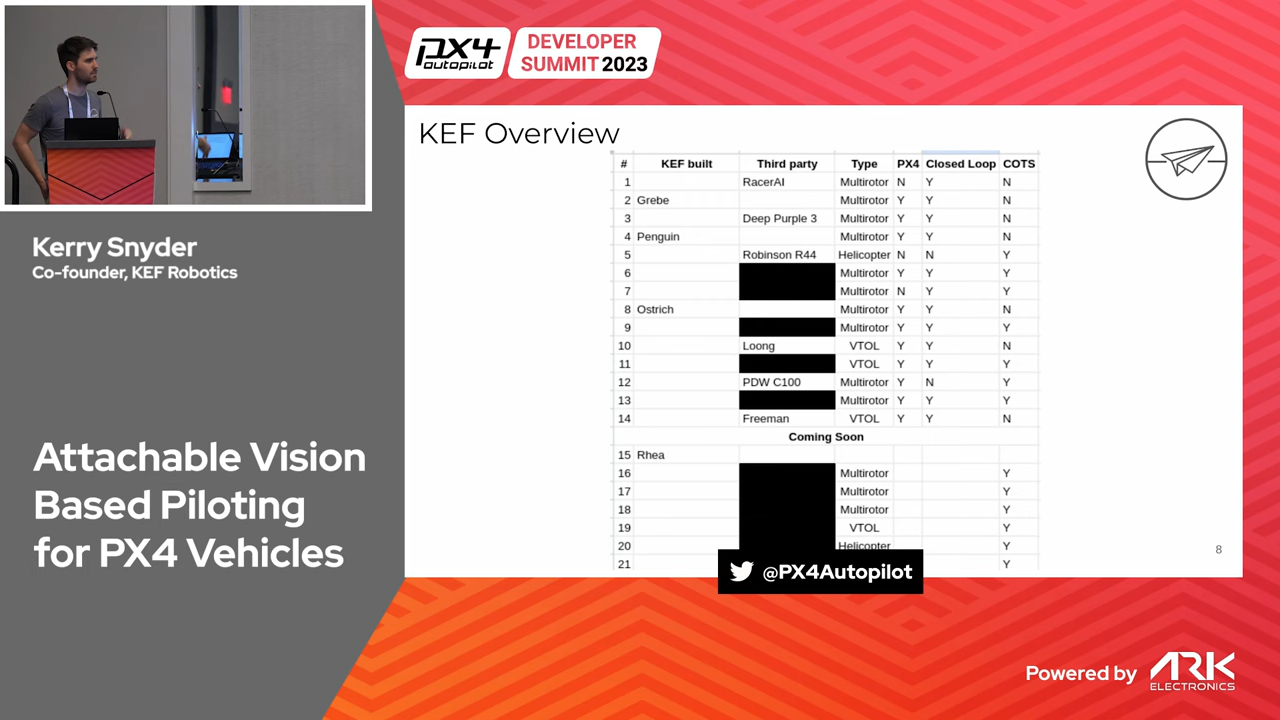 PX4
autopilot
DEVELOPER
SUMMIT 2023
Kerry Snyder
Co-founder, KEF Robotics
Attachable Vision
Based Piloting
for PX4 Vehicles
KEF Overview
# KEF built Third party Type PX4 Closed Loop COTS
1 RacerAI Multirotor N Y N
2 Grebe Multirotor Y Y N
3 Deep Purple 3 Multirotor Y Y N
4 Penguin Multirotor Y Y N
5 Robinson R44 Helicopter N N Y
6 Multirotor Y Y Y
7 Multirotor N Y Y
8 Ostrich Multirotor Y Y N
9 Multirotor Y Y Y
10 Loong VTOL Y Y N
11 VTOL Y Y Y
12 PDW C100 Multirotor Y N Y
13 Multirotor Y Y Y
14 Freeman VTOL Y Y N
Coming Soon
15 Rhea
16 Multirotor Y
17 Multirotor Y
18 Multirotor Y
19 VTOL Y
20 Helicopter Y
21 Y
8
@PX4Autopilot
Powered by ARK
ELECTRONICS